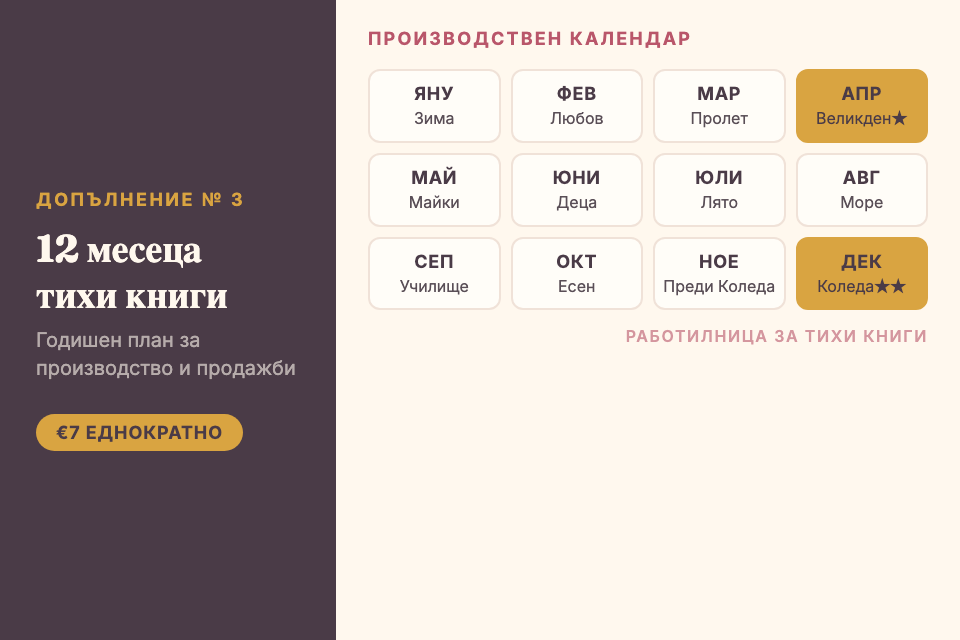 ДОПЪЛНЕНИЕ № 3
12 месеца
тихи книги
Годишен план за
производство и продажби
€7 ЕДНОКРАТНО
ПРОИЗВОДСТВЕН КАЛЕНДАР
ЯНУ
Зима
ФЕВ
Любов
МАР
Пролет
АПР
Великден★
МАЙ
Майки
ЮНИ
Деца
ЮЛИ
Лято
АВГ
Море
СЕП
Училище
ОКТ
Есен
НОЕ
Преди Коледа
ДЕК
Коледа★★
РАБОТИЛНИЦА ЗА ТИХИ КНИГИ